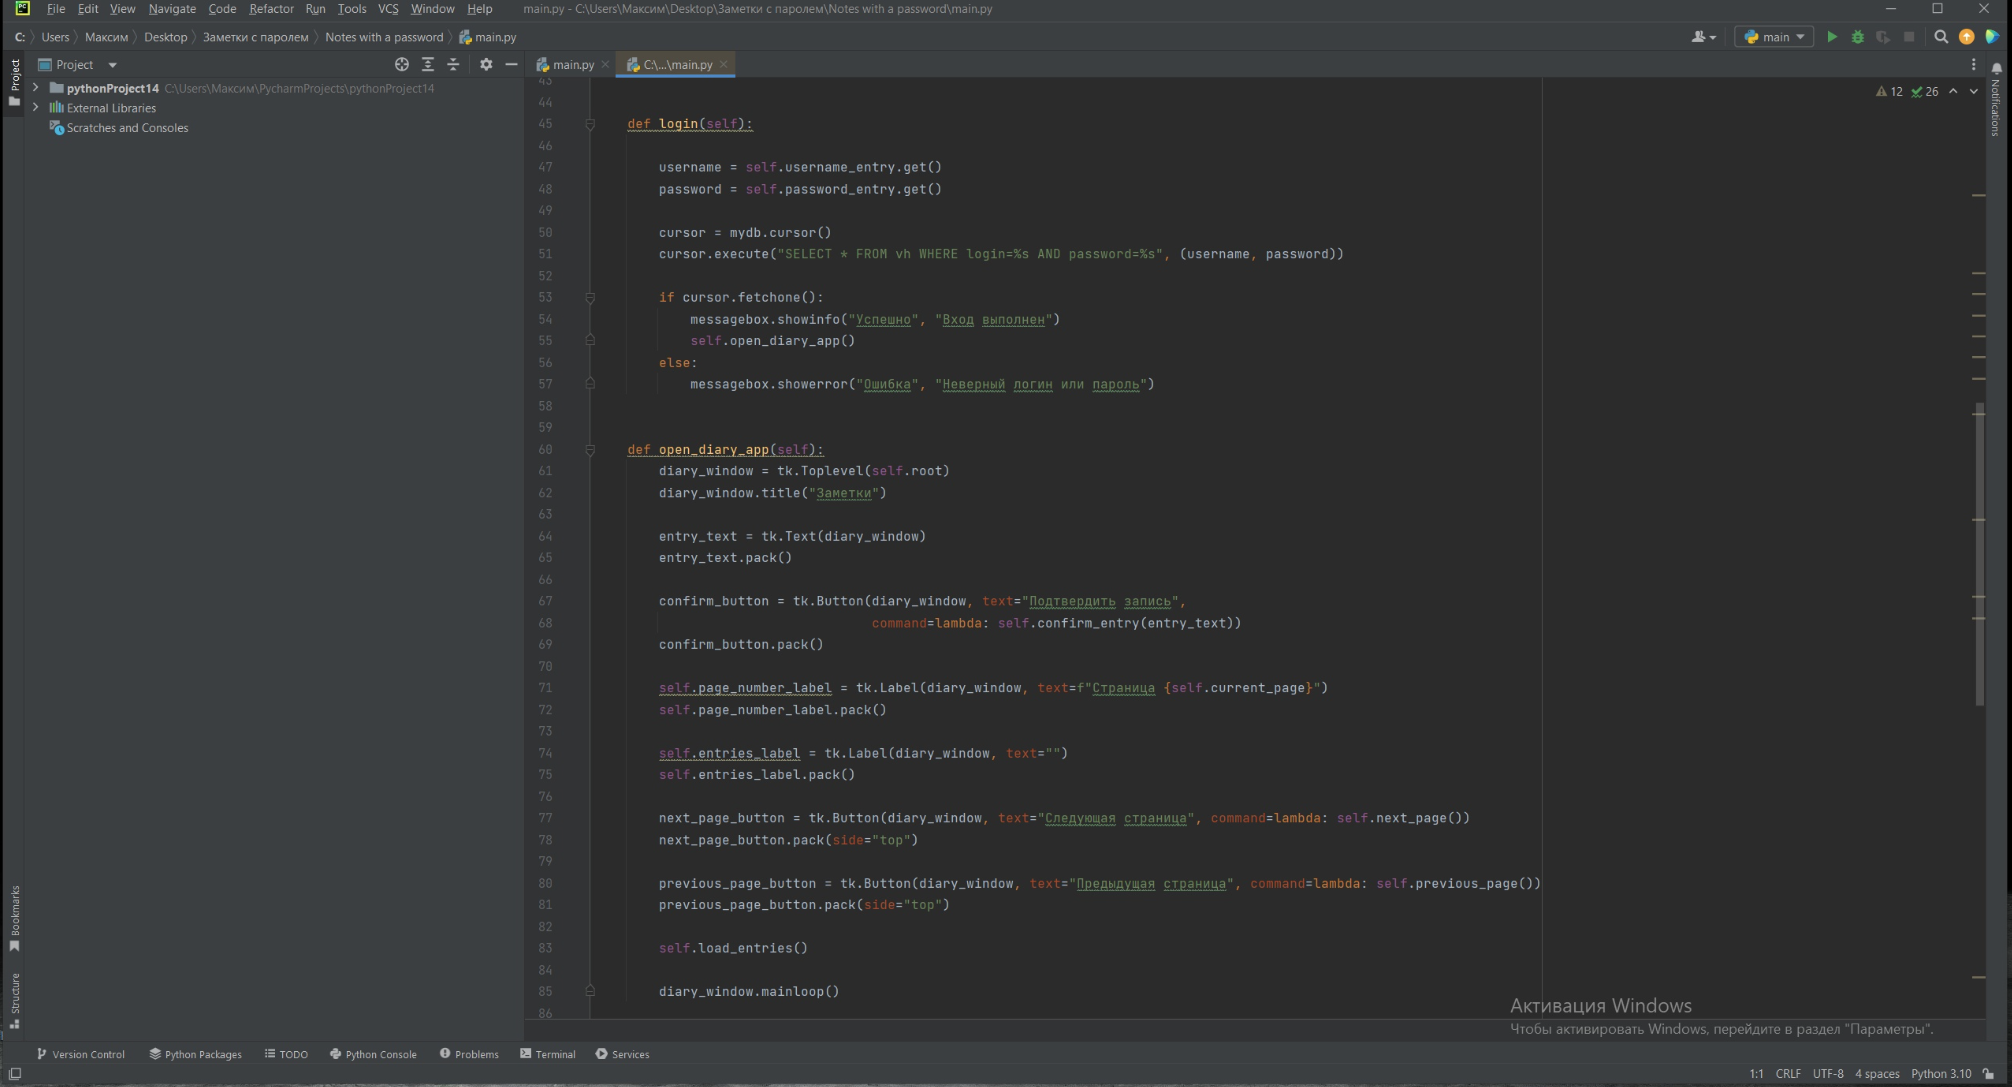 PC File Edit View Navigate Code Refactor Run Tools VCS Window Help main.py - C:\Users\Максим\Desktop\Заметки с паролем\Notes with a password\main.py
C: Users Максим Desktop Заметки с паролем Notes with a password main.py main
Project main.py C:\...\main.py
pythonProject14 C:\Users\Максим\PycharmProjects\pythonProject14
External Libraries
Scratches and Consoles
12 26
Project
Notifications
Bookmarks
Structure
43
44
45 def login(self):
46
47 username = self.username_entry.get()
48 password = self.password_entry.get()
49
50 cursor = mydb.cursor()
51 cursor.execute("SELECT * FROM vh WHERE login=%s AND password=%s", (username, password))
52
53 if cursor.fetchone():
54 messagebox.showinfo("Успешно", "Вход выполнен")
55 self.open_diary_app()
56 else:
57 messagebox.showerror("Ошибка", "Неверный логин или пароль")
58
59
60 def open_diary_app(self):
61 diary_window = tk.Toplevel(self.root)
62 diary_window.title("Заметки")
63
64 entry_text = tk.Text(diary_window)
65 entry_text.pack()
66
67 confirm_button = tk.Button(diary_window, text="Подтвердить запись",
68 command=lambda: self.confirm_entry(entry_text))
69 confirm_button.pack()
70
71 self.page_number_label = tk.Label(diary_window, text=f"Страница {self.current_page}")
72 self.page_number_label.pack()
73
74 self.entries_label = tk.Label(diary_window, text="")
75 self.entries_label.pack()
76
77 next_page_button = tk.Button(diary_window, text="Следующая страница", command=lambda: self.next_page())
78 next_page_button.pack(side="top")
79
80 previous_page_button = tk.Button(diary_window, text="Предыдущая страница", command=lambda: self.previous_page())
81 previous_page_button.pack(side="top")
82
83 self.load_entries()
84
85 diary_window.mainloop()
86
Активация Windows
Чтобы активировать Windows, перейдите в раздел "Параметры".
Version Control Python Packages TODO Python Console Problems Terminal Services
1:1 CRLF UTF-8 4 spaces Python 3.10